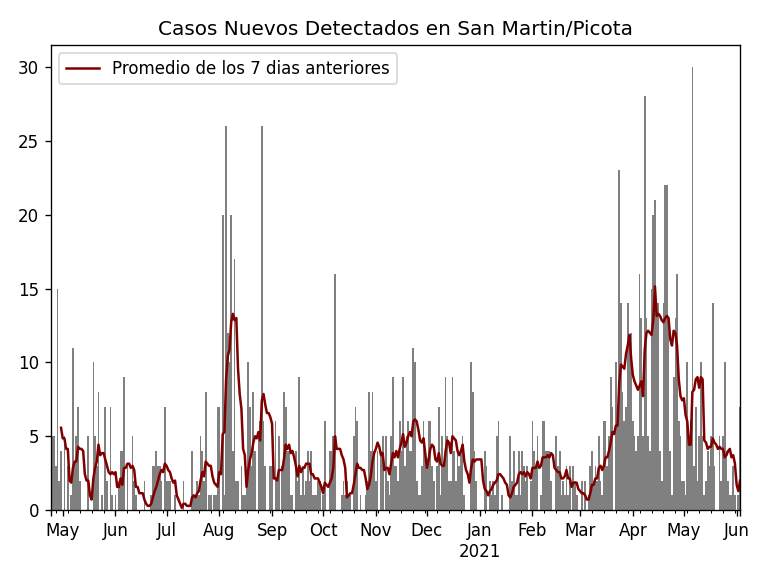 Casos Nuevos Detectados en San Martin/Picota
Promedio de los 7 dias anteriores
30
25
20
15
10
5
0
May Jun Jul Aug Sep Oct Nov Dec Jan Feb Mar Apr May Jun
2021